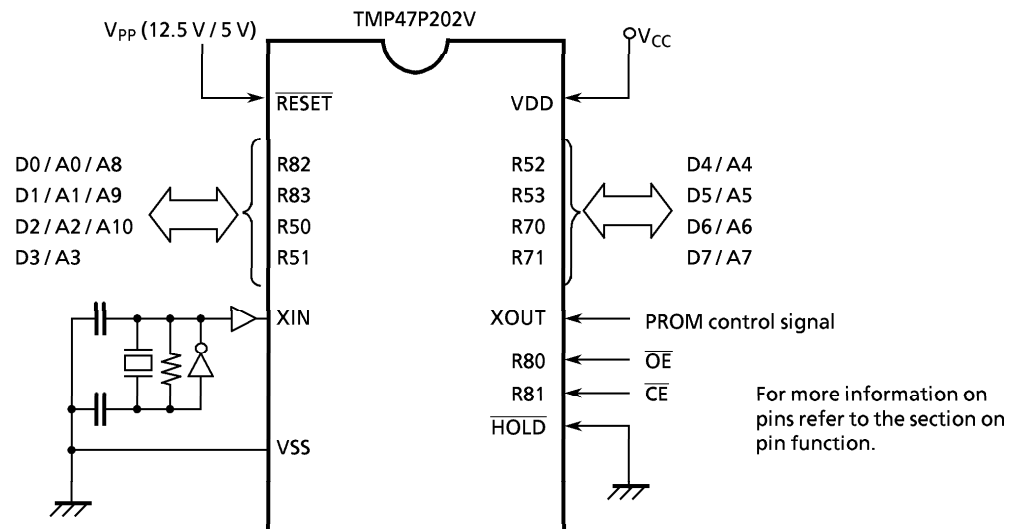 TMP47P202V
VPP (12.5 V / 5 V)
VCC
RESET
VDD
D0 / A0 / A8
R82
R52
D4 / A4
D1 / A1 / A9
R83
R53
D5 / A5
D2 / A2 / A10
R50
R70
D6 / A6
D3 / A3
R51
R71
D7 / A7
XIN
XOUT
PROM control signal
R80
OE
R81
CE
HOLD
VSS
For more information on
pins refer to the section on
pin function.